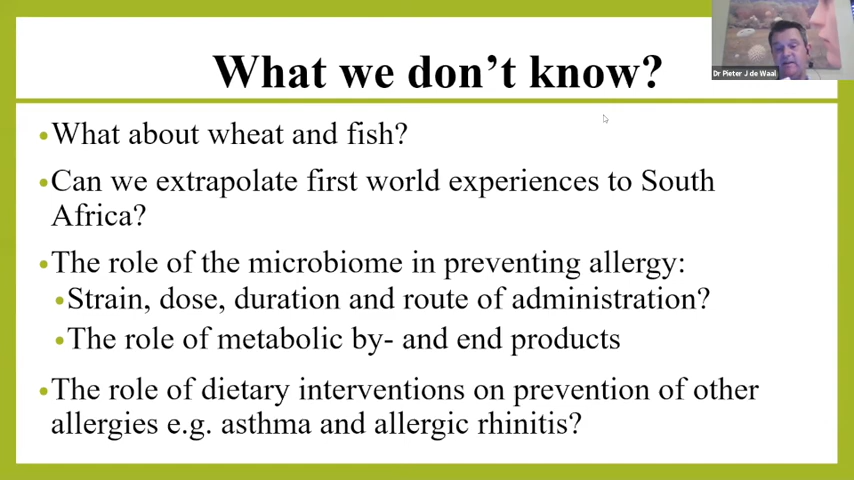 What we don't know?
Dr Pieter J de Waal
•What about wheat and fish?
•Can we extrapolate first world experiences to South
Africa?
•The role of the microbiome in preventing allergy:
•Strain, dose, duration and route of administration?
•The role of metabolic by- and end products
•The role of dietary interventions on prevention of other
allergies e.g. asthma and allergic rhinitis?